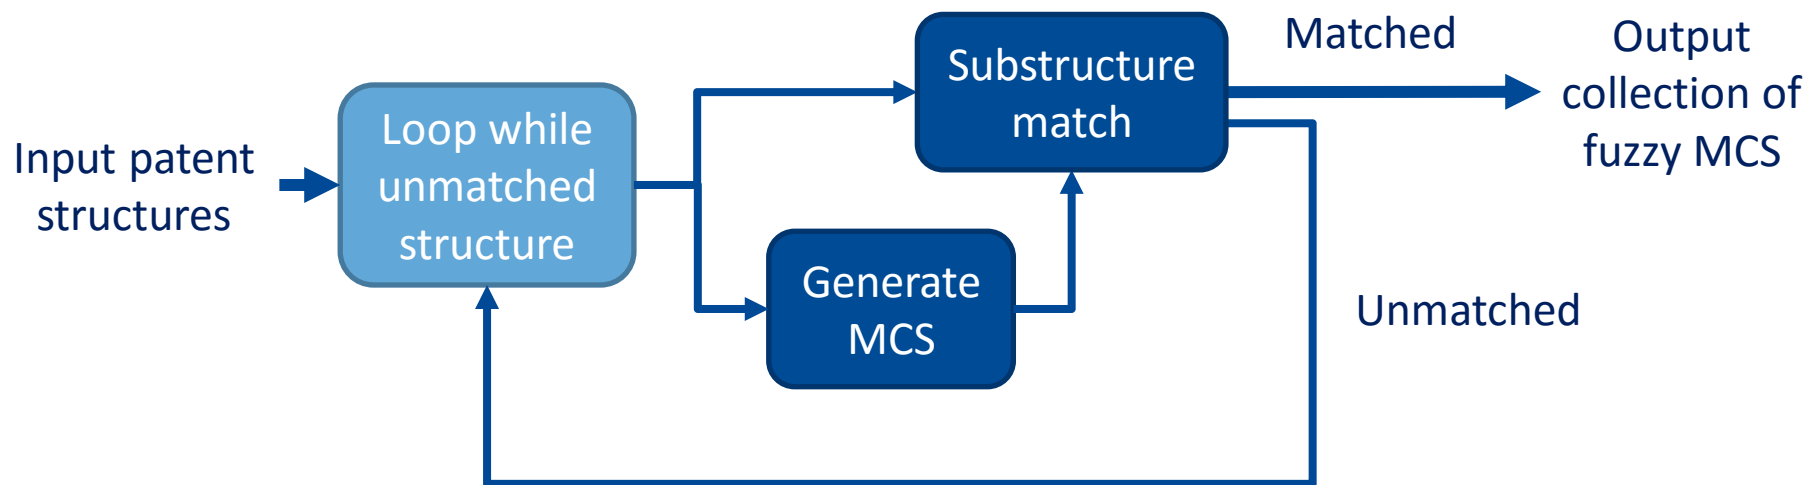 Input patent
structures
Loop while
unmatched
structure
Generate
MCS
Substructure
match
Matched
Unmatched
Output
collection of
fuzzy MCS